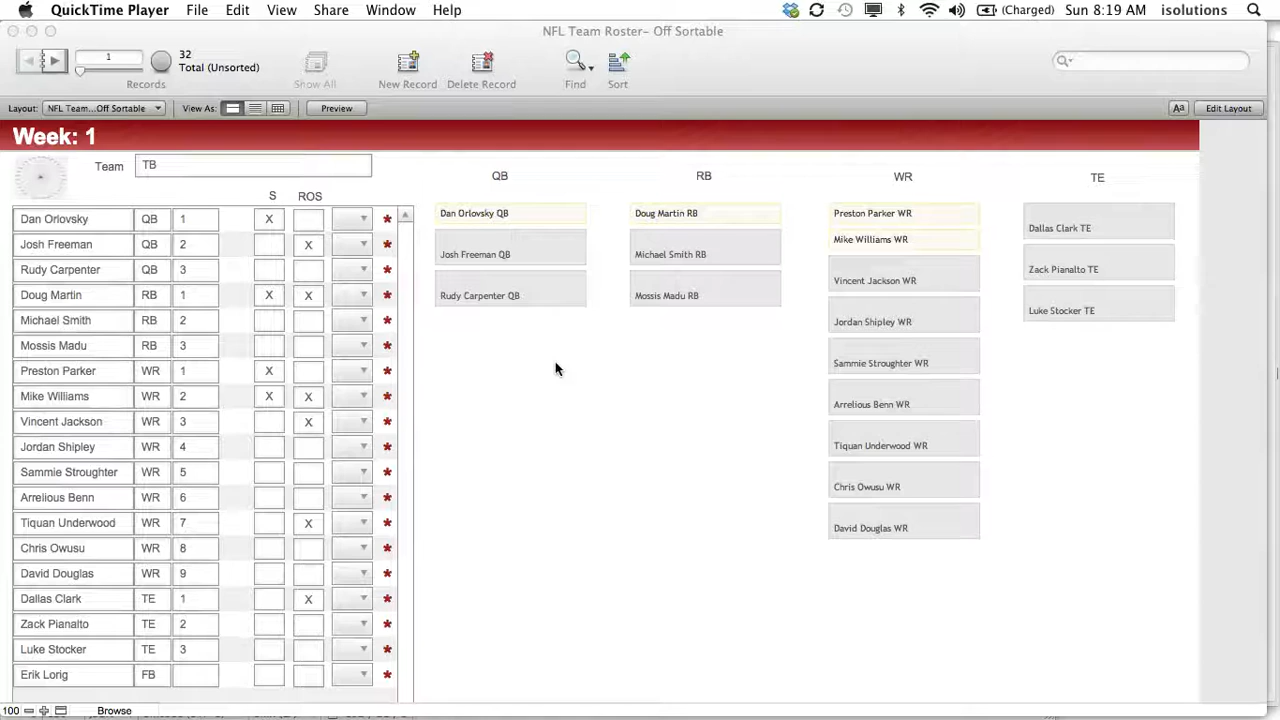 QuickTime Player File Edit View Share Window Help (Charged) Sun 8:19 AM isolutions
NFL Team Roster- Off Sortable
1
32
Total (Unsorted)
Records
Show All
New Record
Delete Record
Find
Sort
Layout: NFL Team...Off Sortable View As: Preview Aa Edit Layout
Week: 1
Team TB
S ROS
Dan Orlovsky QB 1 X *
Josh Freeman QB 2 X *
Rudy Carpenter QB 3 *
Doug Martin RB 1 X X *
Michael Smith RB 2 *
Mossis Madu RB 3 *
Preston Parker WR 1 X *
Mike Williams WR 2 X X *
Vincent Jackson WR 3 X *
Jordan Shipley WR 4 *
Sammie Stroughter WR 5 *
Arrelious Benn WR 6 *
Tiquan Underwood WR 7 X *
Chris Owusu WR 8 *
David Douglas WR 9 *
Dallas Clark TE 1 X *
Zack Pianalto TE 2 *
Luke Stocker TE 3 *
Erik Lorig FB *
QB
Dan Orlovsky QB
Josh Freeman QB
Rudy Carpenter QB
RB
Doug Martin RB
Michael Smith RB
Mossis Madu RB
WR
Preston Parker WR
Mike Williams WR
Vincent Jackson WR
Jordan Shipley WR
Sammie Stroughter WR
Arrelious Benn WR
Tiquan Underwood WR
Chris Owusu WR
David Douglas WR
TE
Dallas Clark TE
Zack Pianalto TE
Luke Stocker TE
100 Browse